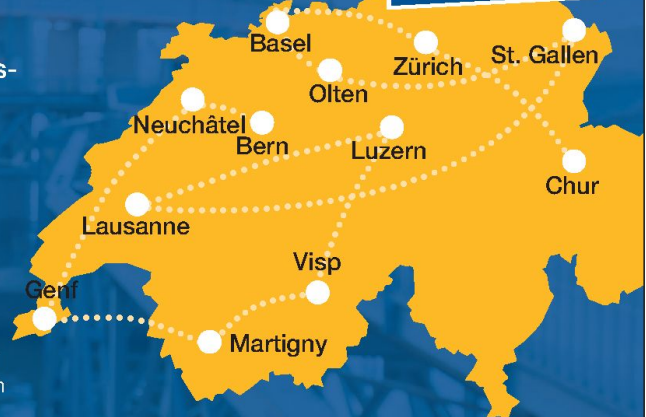 s-
Basel
Zürich
St. Gallen
Olten
Neuchâtel
Bern
Luzern
Chur
Lausanne
Visp
Genf
Martigny
n